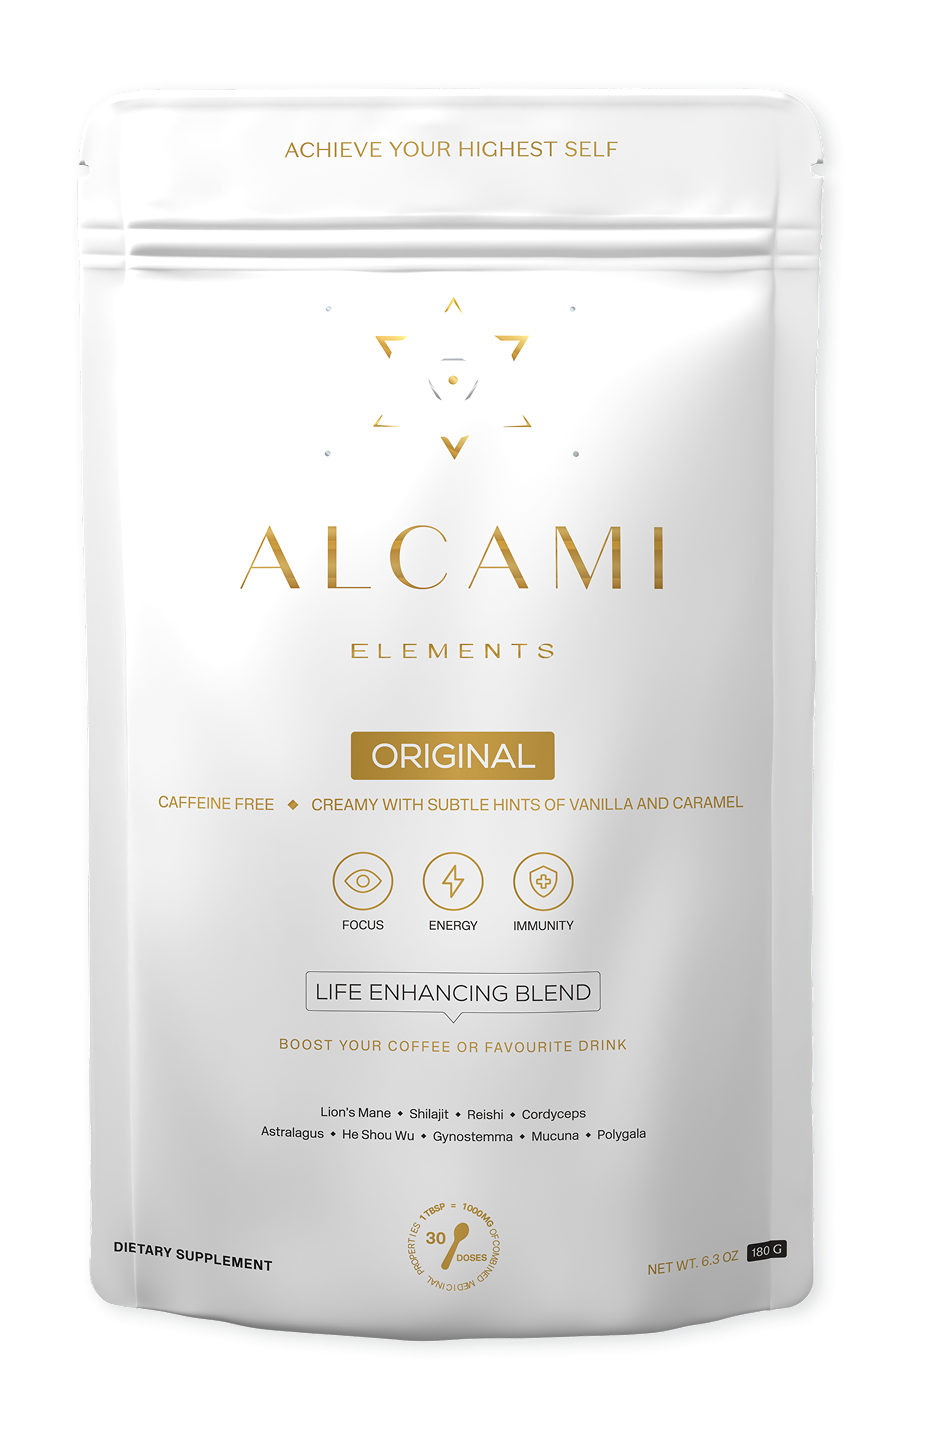 ACHIEVE YOUR HIGHEST SELF
ALCAMI
ELEMENTS
ORIGINAL
CAFFEINE FREE ◆ CREAMY WITH SUBTLE HINTS OF VANILLA AND CARAMEL
FOCUS ENERGY IMMUNITY
LIFE ENHANCING BLEND
BOOST YOUR COFFEE OR FAVOURITE DRINK
Lion's Mane ◆ Shilajit ◆ Reishi ◆ Cordyceps
Astralagus ◆ He Shou Wu ◆ Gynostemma ◆ Mucuna ◆ Polygala
1 TBSP = 1000MG OF COMBINED MEDICINAL PROPERTIES
30 DOSES
DIETARY SUPPLEMENT
NET WT. 6.3 OZ 180 G